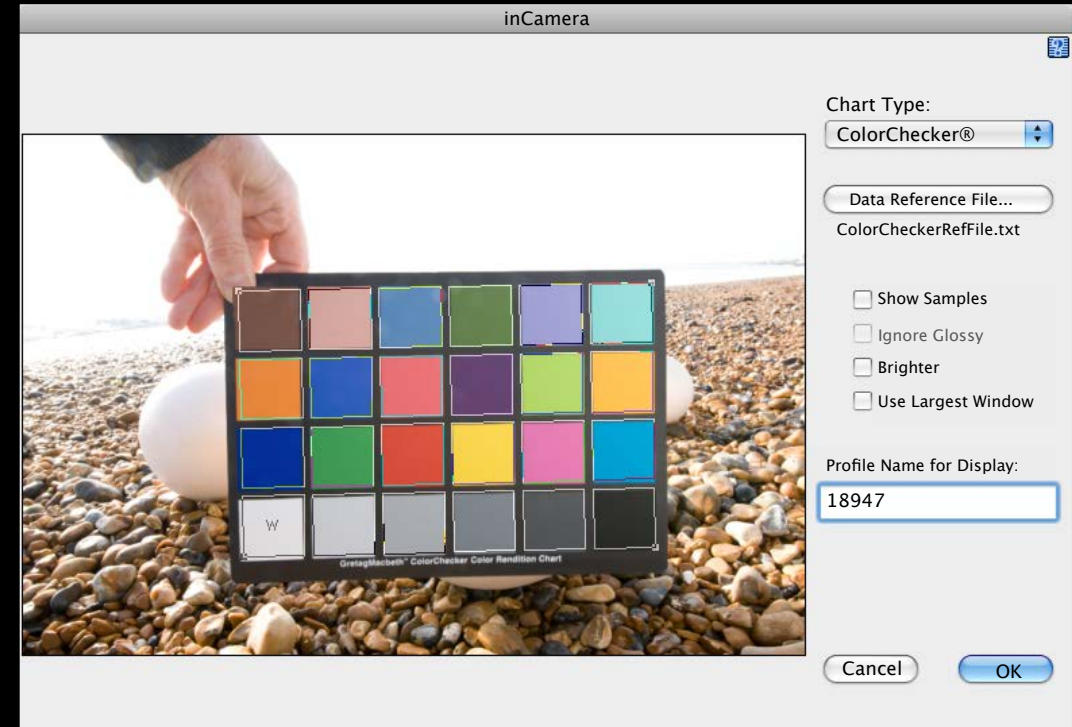 inCamera
?
Chart Type:
ColorChecker®
Data Reference File...
ColorCheckerRefFile.txt
Show Samples
Ignore Glossy
Brighter
Use Largest Window
Profile Name for Display:
18947
W
GretagMacbeth™ ColorChecker Color Rendition Chart
Cancel
OK